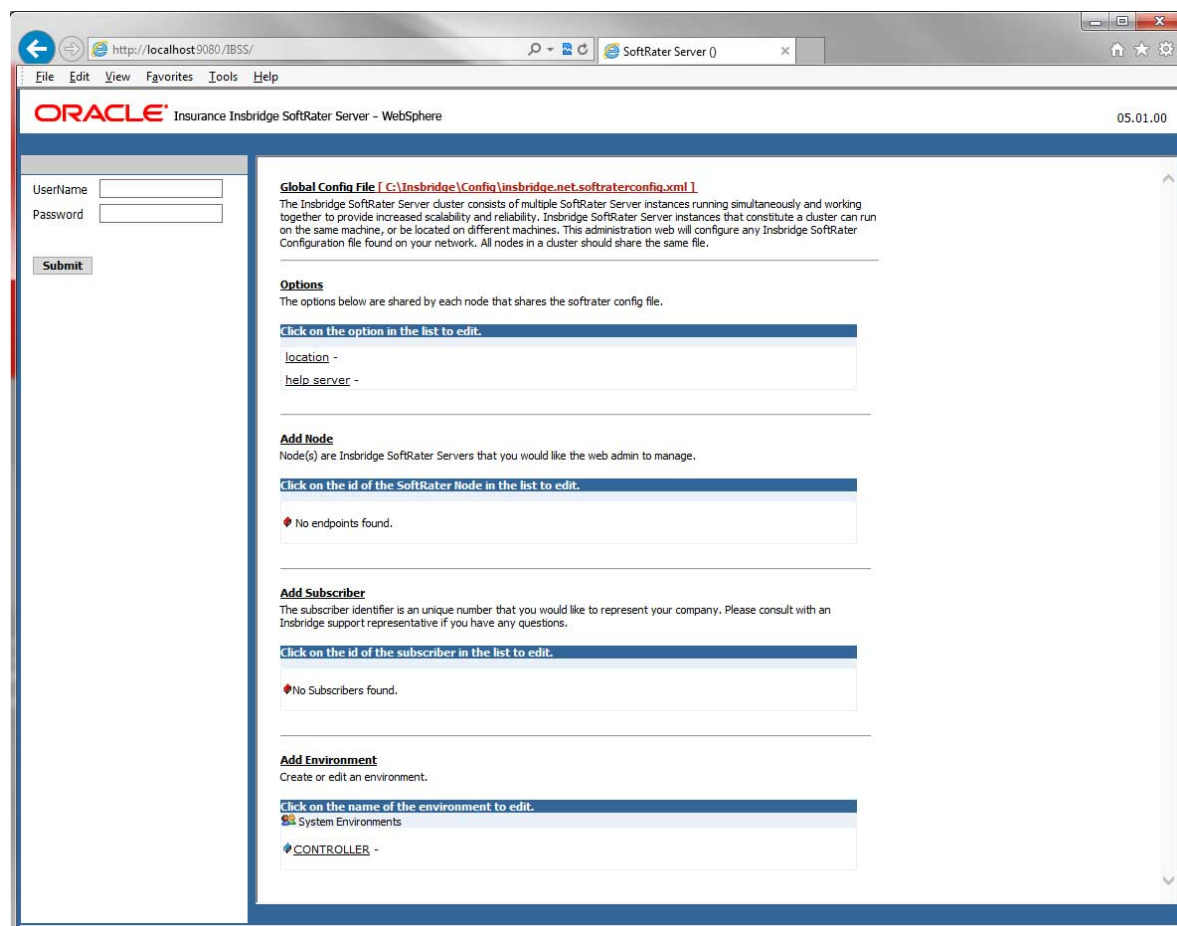 http://localhost:9080/IBSS/
SoftRater Server ()
File Edit View Favorites Tools Help
ORACLE Insurance Insbridge SoftRater Server - WebSphere
05.01.00
UserName
Password
Submit
Global Config File [ C:\Insbridge\Config\insbridge.net.softraterconfig.xml ]
The Insbridge SoftRater Server cluster consists of multiple SoftRater Server instances running simultaneously and working
together to provide increased scalability and reliability. Insbridge SoftRater Server instances that constitute a cluster can run
on the same machine, or be located on different machines. This administration web will configure any Insbridge SoftRater
Configuration file found on your network. All nodes in a cluster should share the same file.
Options
The options below are shared by each node that shares the softrater config file.
Click on the option in the list to edit.
location -
help server -
Add Node
Node(s) are Insbridge SoftRater Servers that you would like the web admin to manage.
Click on the id of the SoftRater Node in the list to edit.
No endpoints found.
Add Subscriber
The subscriber identifier is an unique number that you would like to represent your company. Please consult with an
Insbridge support representative if you have any questions.
Click on the id of the subscriber in the list to edit.
No Subscribers found.
Add Environment
Create or edit an environment.
Click on the name of the environment to edit.
System Environments
CONTROLLER -